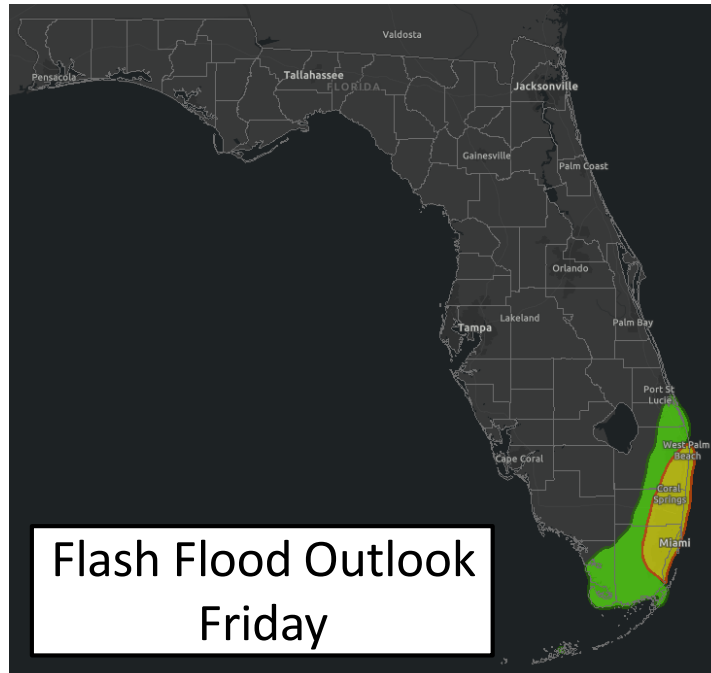 Valdosta
Pensacola
Tallahassee
FLORIDA
Jacksonville
Gainesville
Palm Coast
Orlando
Lakeland
Palm Bay
Tampa
Port St
Lucie
West Palm
Beach
Cape Coral
Coral
Springs
Miami
Flash Flood Outlook
Friday